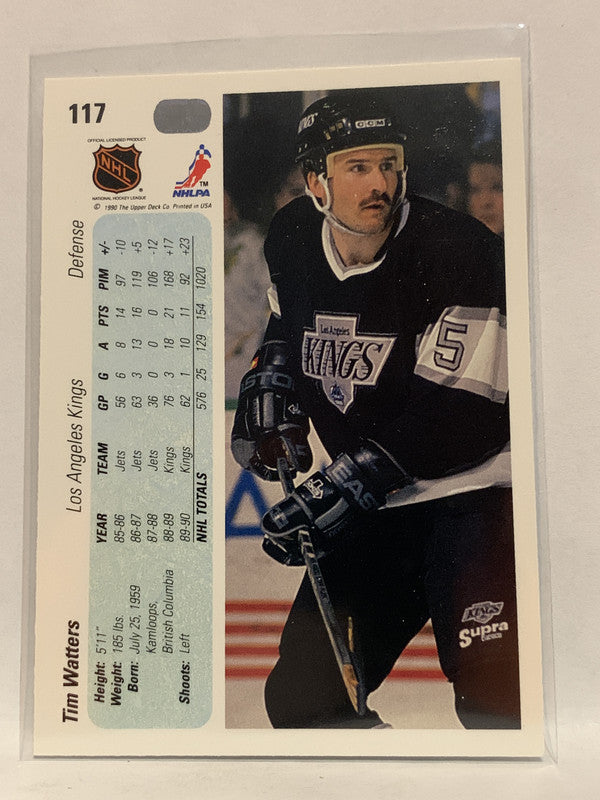 117
OFFICIAL LICENSED PRODUCT
NHL
NATIONAL HOCKEY LEAGUE
NHLPA
TM
© 1990 The Upper Deck Co. Printed in USA
Tim Watters Los Angeles Kings Defense
Height: 5'11"
Weight: 185 lbs.
Born: July 25, 1959
Kamloops,
British Columbia
Shoots: Left
YEAR TEAM GP G A PTS PIM +/-
85-86 Jets 56 6 8 14 97 -10
86-87 Jets 63 3 13 16 119 +5
87-88 Jets 36 0 0 0 106 -12
88-89 Kings 76 3 18 21 168 +17
89-90 Kings 62 1 10 11 92 +23
NHL TOTALS 576 25 129 154 1020
CCM
Los Angeles
KINGS
5
EASTON
KINGS
Supra